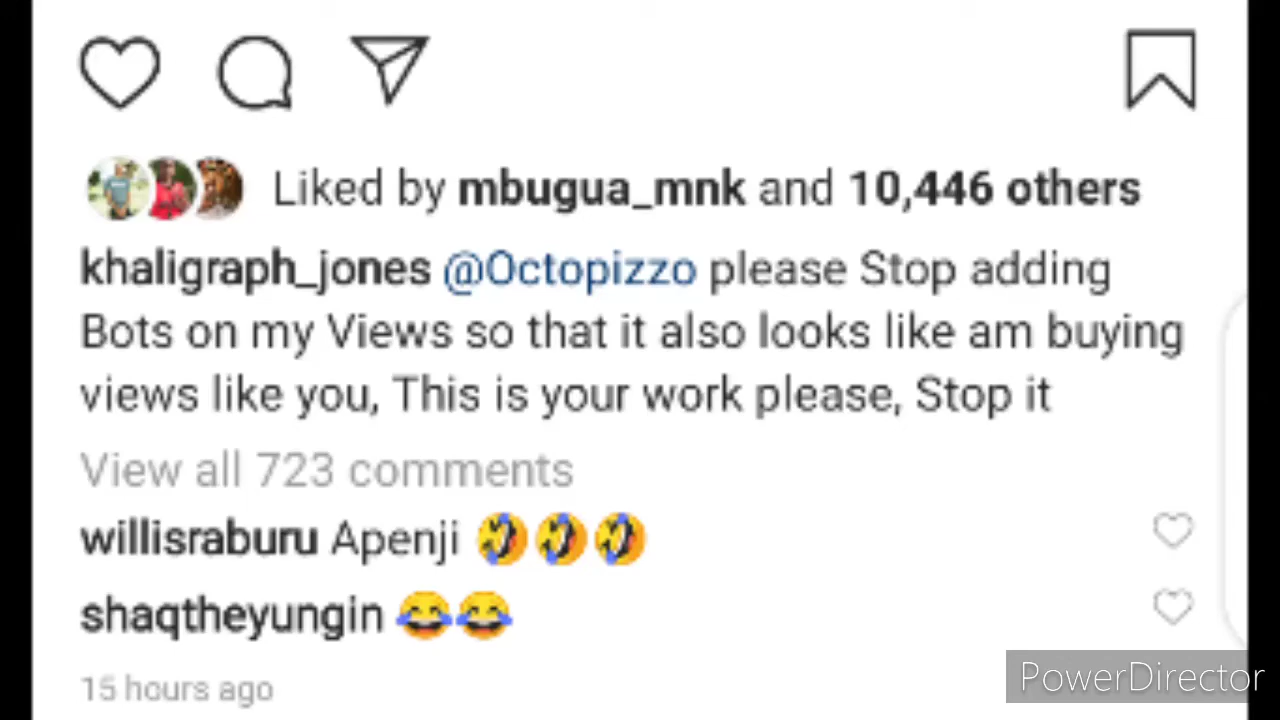 Liked by mbugua_mnk and 10,446 others
khaligraph_jones @Octopizzo please Stop adding
Bots on my Views so that it also looks like am buying
views like you, This is your work please, Stop it
View all 723 comments
willisraburu Apenji 🤣🤣🤣
shaqtheyungin 😂😂
15 hours ago
PowerDirector